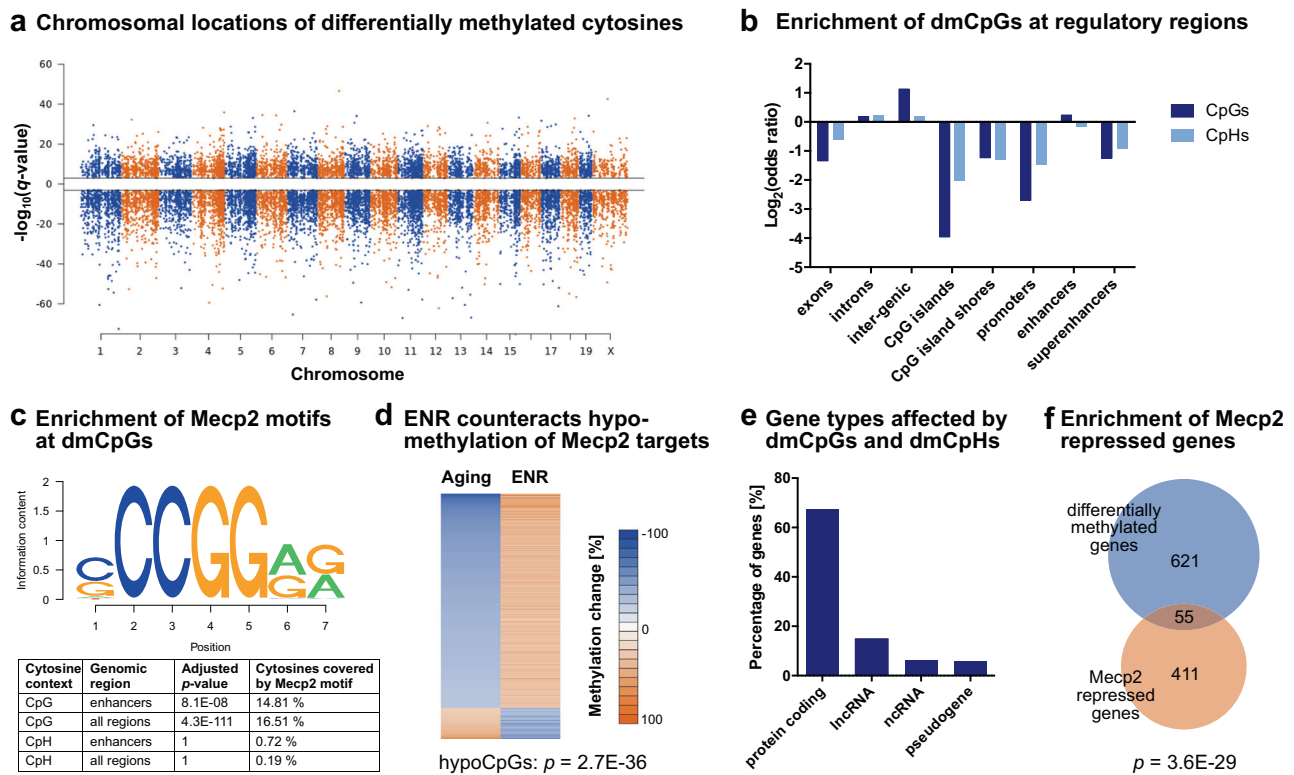 a Chromosomal locations of differentially methylated cytosines
-log10(q-value)
60
40
20
0
-20
-40
-60
1 2 3 4 5 6 7 8 9 10 11 12 13 14 15 17 19 X
Chromosome
b Enrichment of dmCpGs at regulatory regions
Log2(odds ratio)
2
1
0
-1
-2
-3
-4
-5
exons
introns
inter-genic
CpG islands
CpG island shores
promoters
enhancers
superenhancers
CpGs
CpHs
c Enrichment of Mecp2 motifs
at dmCpGs
Information content
2
1.5
1
0.5
0
C G
C
C
G
G
A G
G A
1 2 3 4 5 6 7
Position
Cytosine context | Genomic region | Adjusted p-value | Cytosines covered by Mecp2 motif
CpG enhancers 8.1E-08 14.81 %
CpG all regions 4.3E-111 16.51 %
CpH enhancers 1 0.72 %
CpH all regions 1 0.19 %
d ENR counteracts hypo-
methylation of Mecp2 targets
Aging ENR
Methylation change [%]
-100
0
100
hypoCpGs: p = 2.7E-36
e Gene types affected by
dmCpGs and dmCpHs
Percentage of genes [%]
80
60
40
20
0
protein coding
lncRNA
ncRNA
pseudogene
f Enrichment of Mecp2
repressed genes
differentially
methylated
genes
621
55
411
Mecp2
repressed
genes
p = 3.6E-29